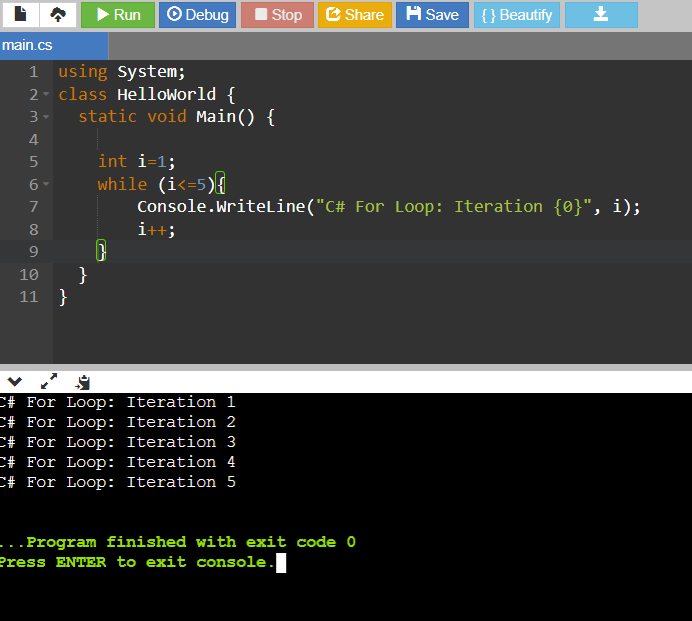 Run Debug Stop Share Save { } Beautify
main.cs
1 using System;
2 class HelloWorld {
3 static void Main() {
4
5 int i=1;
6 while (i<=5){
7 Console.WriteLine("C# For Loop: Iteration {0}", i);
8 i++;
9 }
10 }
11 }
C# For Loop: Iteration 1
C# For Loop: Iteration 2
C# For Loop: Iteration 3
C# For Loop: Iteration 4
C# For Loop: Iteration 5
...Program finished with exit code 0
Press ENTER to exit console.